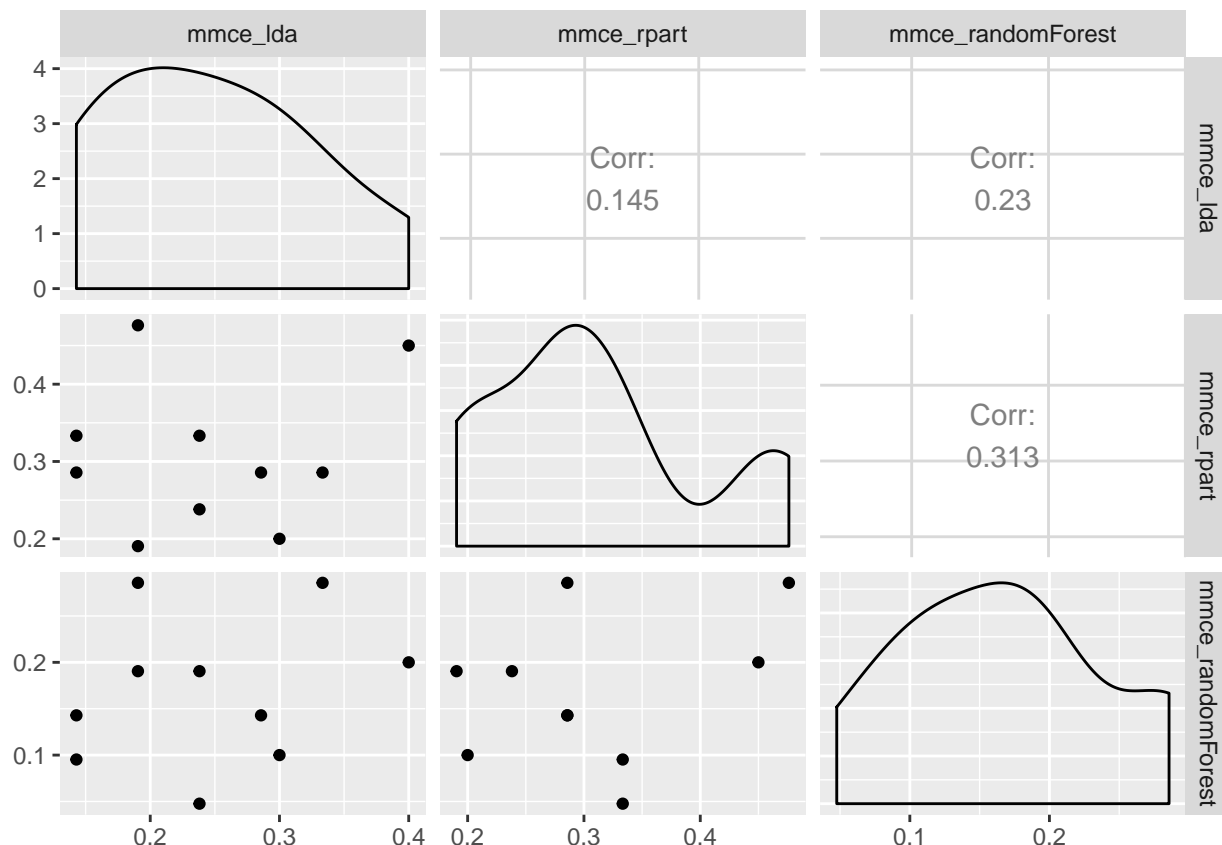 mmce_lda
mmce_rpart
mmce_randomForest
4
3
2
1
0
Corr:
0.145
Corr:
0.23
mmce_lda
0.4
0.3
0.2
Corr:
0.313
mmce_rpart
0.2
0.1
mmce_randomForest
0.2 0.3 0.4
0.2 0.3 0.4
0.1 0.2